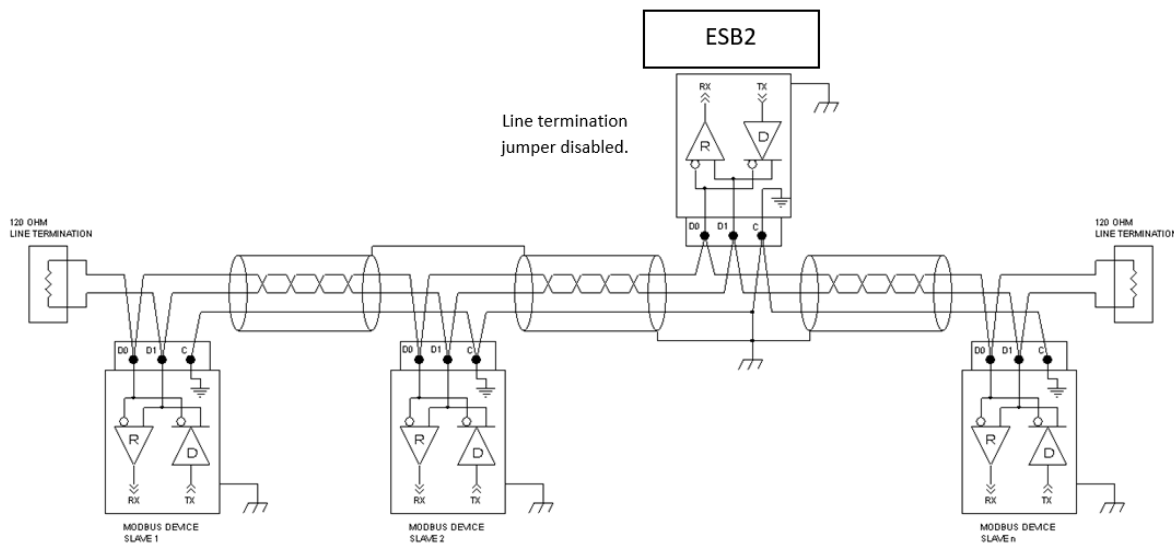 ESB2
RX
TX
Line termination
jumper disabled.
R
D
120 OHM
LINE TERMINATION
D0
D1
C
120 OHM
LINE TERMINATION
D0
D1
C
D0
D1
C
D0
D1
C
R
D
R
D
R
D
RX
TX
RX
TX
RX
TX
MODBUS DEVICE
SLAVE 1
MODBUS DEVICE
SLAVE 2
MODBUS DEVICE
SLAVE n